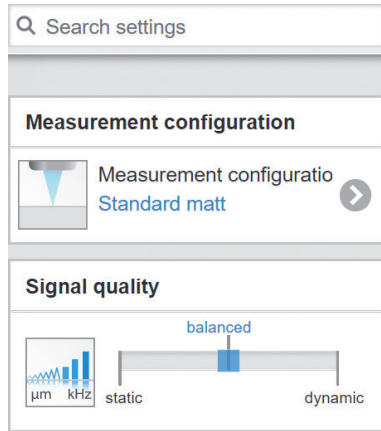 Search settings
Measurement configuration
Measurement configuratio
Standard matt
Signal quality
balanced
µm kHz
static
dynamic